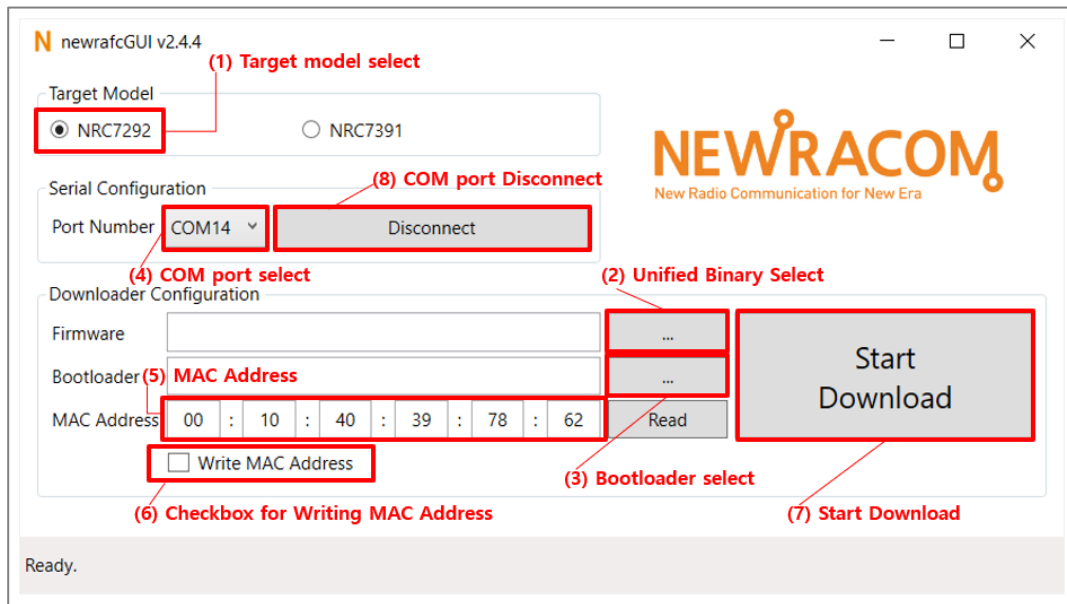 N newrafcGUI v2.4.4
(1) Target model select
Target Model
NRC7292 NRC7391
NEWRACOM
New Radio Communication for New Era
Serial Configuration
(8) COM port Disconnect
Port Number COM14 Disconnect
(4) COM port select
(2) Unified Binary Select
Downloader Configuration
Firmware ...
Bootloader ...
(5) MAC Address
MAC Address 00 : 10 : 40 : 39 : 78 : 62 Read
Start
Download
Write MAC Address
(3) Bootloader select
(6) Checkbox for Writing MAC Address
(7) Start Download
Ready.